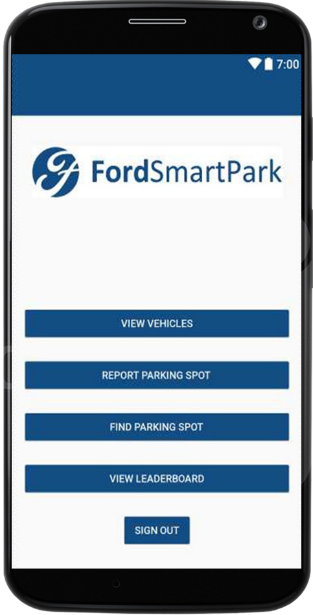 7:00
FordSmartPark
VIEW VEHICLES
REPORT PARKING SPOT
FIND PARKING SPOT
VIEW LEADERBOARD
SIGN OUT